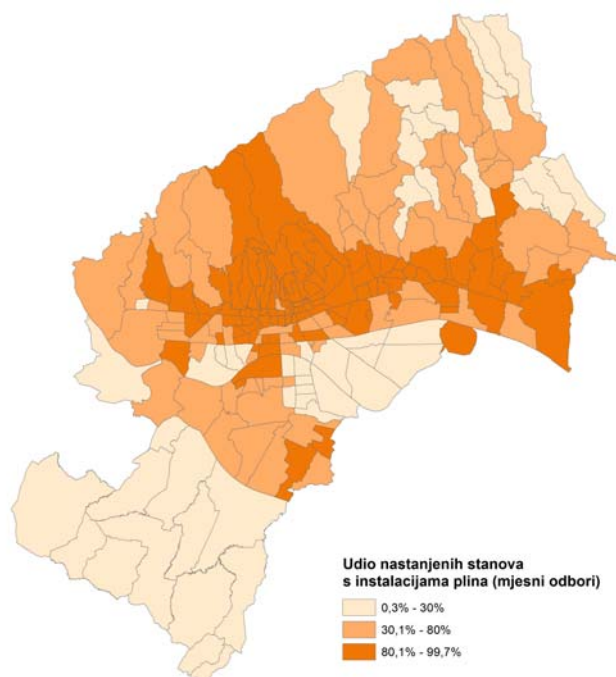 Udio nastanjenih stanova
s instalacijama plina (mjesni odbori)
0,3% - 30%
30,1% - 80%
80,1% - 99,7%